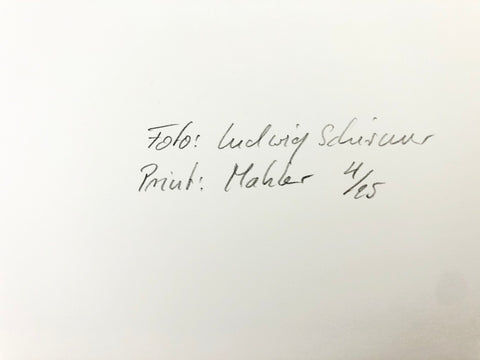 Foto: Ludwig Schirmer
Print: Mahler 4/25